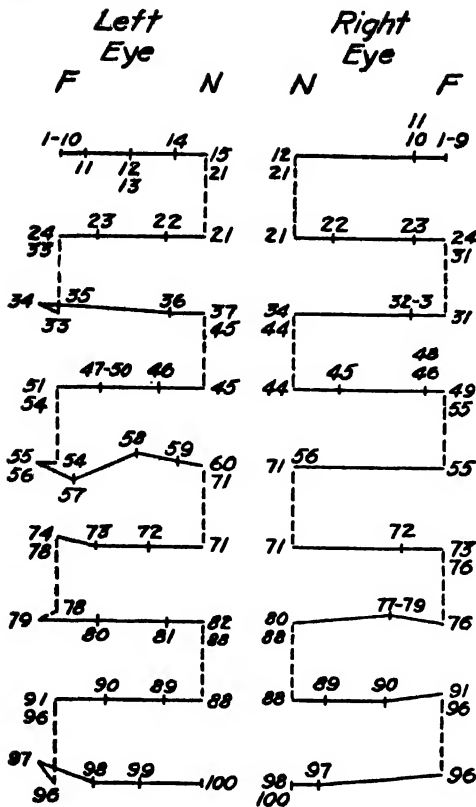 Left Eye
Right Eye
F N N F
11
1-10 14 15 12 10 1-9
11 12 21 21
13
23 22 22 23
24 21 21 24
33 31
34 35 36 37 34 32-3 31
33 45 44
48
47-50 46 45 46
51 45 44 49
54 55
58
55 54 59 60 71 56 55
56 57 71
74 73 72 71 71 72 73
78 76
78 77-79
79 80 81 82 80 76
88 88
91 90 89 88 88 89 90 91
96 96
97 98 99 100 98 97 96
96 100